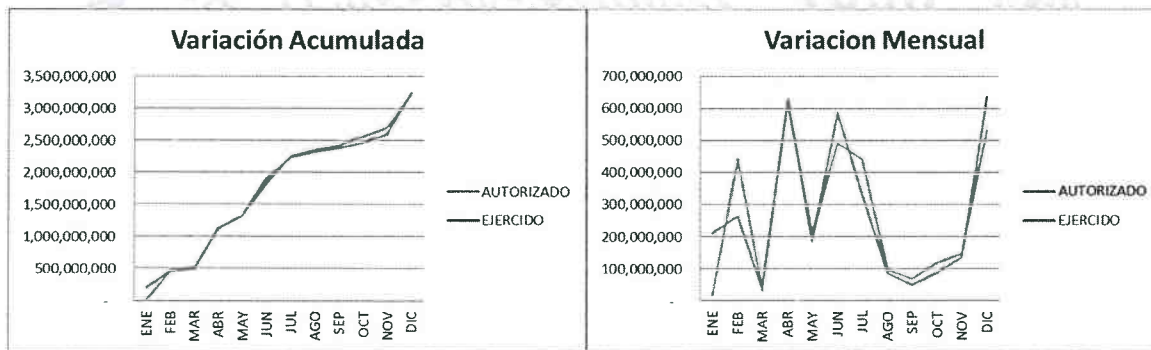 Variación Acumulada
3,500,000,000
3,000,000,000
2,500,000,000
2,000,000,000
1,500,000,000
1,000,000,000
500,000,000
-
ENE
FEB
MAR
ABR
MAY
JUN
JUL
AGO
SEP
OCT
NOV
DIC
AUTORIZADO
EJERCIDO
Variacion Mensual
700,000,000
600,000,000
500,000,000
400,000,000
300,000,000
200,000,000
100,000,000
-
ENE
FEB
MAR
ABR
MAY
JUN
JUL
AGO
SEP
OCT
NOV
DIC
AUTORIZADO
EJERCIDO